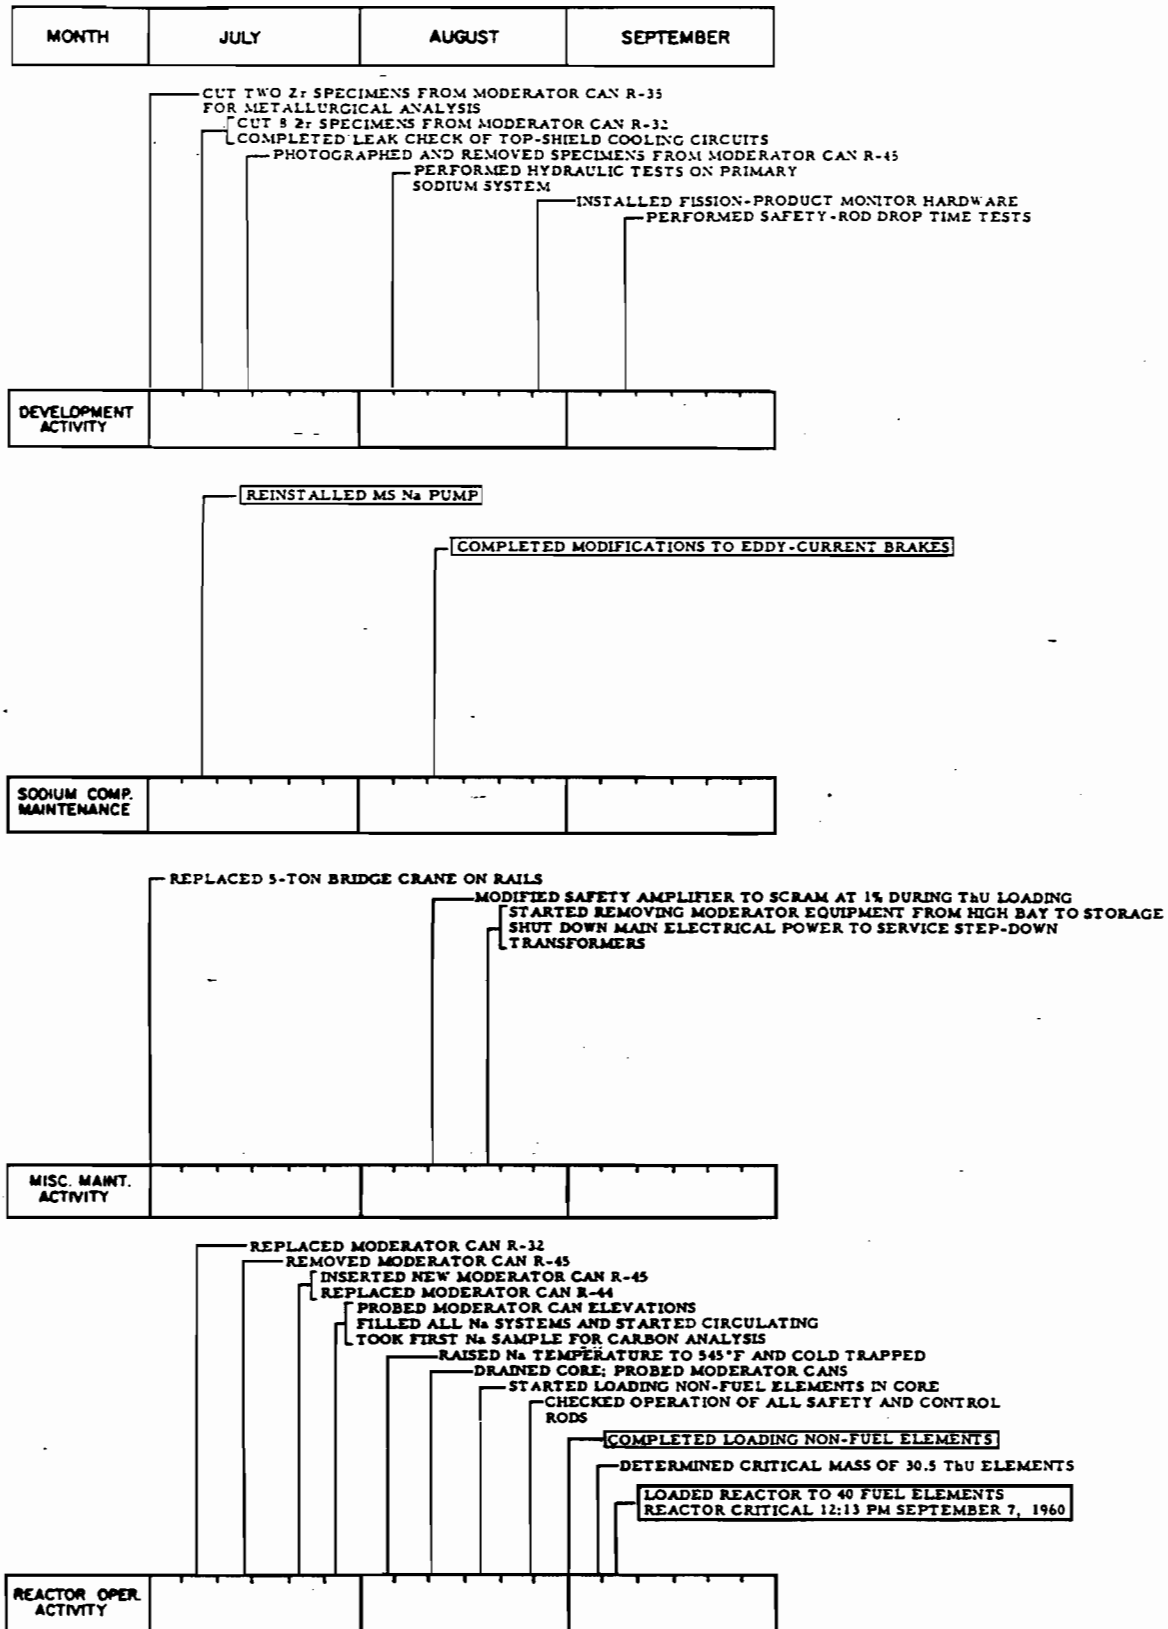 MONTH JULY AUGUST SEPTEMBER
CUT TWO Zr SPECIMENS FROM MODERATOR CAN R-35
FOR METALLURGICAL ANALYSIS
CUT 8 Zr SPECIMENS FROM MODERATOR CAN R-32
COMPLETED LEAK CHECK OF TOP-SHIELD COOLING CIRCUITS
PHOTOGRAPHED AND REMOVED SPECIMENS FROM MODERATOR CAN R-45
PERFORMED HYDRAULIC TESTS ON PRIMARY
SODIUM SYSTEM
INSTALLED FISSION-PRODUCT MONITOR HARDWARE
PERFORMED SAFETY-ROD DROP TIME TESTS
DEVELOPMENT
ACTIVITY
REINSTALLED MS Na PUMP
COMPLETED MODIFICATIONS TO EDDY-CURRENT BRAKES
SODIUM COMP.
MAINTENANCE
REPLACED 5-TON BRIDGE CRANE ON RAILS
MODIFIED SAFETY AMPLIFIER TO SCRAM AT 1% DURING ThU LOADING
STARTED REMOVING MODERATOR EQUIPMENT FROM HIGH BAY TO STORAGE
SHUT DOWN MAIN ELECTRICAL POWER TO SERVICE STEP-DOWN
TRANSFORMERS
MISC. MAINT.
ACTIVITY
REPLACED MODERATOR CAN R-32
REMOVED MODERATOR CAN R-45
INSERTED NEW MODERATOR CAN R-45
REPLACED MODERATOR CAN R-44
PROBED MODERATOR CAN ELEVATIONS
FILLED ALL Na SYSTEMS AND STARTED CIRCULATING
TOOK FIRST Na SAMPLE FOR CARBON ANALYSIS
RAISED Na TEMPERATURE TO 545°F AND COLD TRAPPED
DRAINED CORE; PROBED MODERATOR CANS
STARTED LOADING NON-FUEL ELEMENTS IN CORE
CHECKED OPERATION OF ALL SAFETY AND CONTROL
RODS
COMPLETED LOADING NON-FUEL ELEMENTS
DETERMINED CRITICAL MASS OF 30.5 ThU ELEMENTS
LOADED REACTOR TO 40 FUEL ELEMENTS
REACTOR CRITICAL 12:13 PM SEPTEMBER 7, 1960
REACTOR OPER.
ACTIVITY